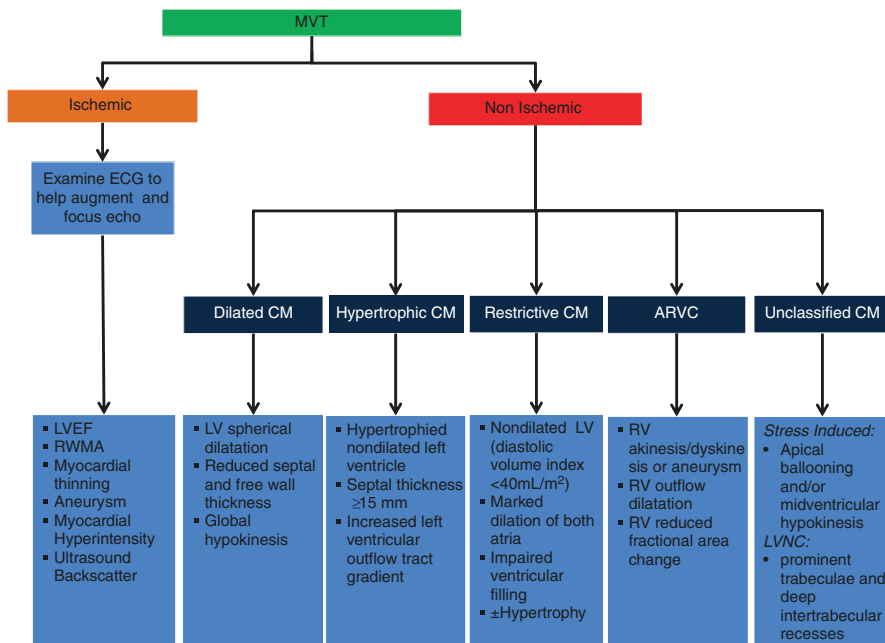 MVT
Ischemic
Non Ischemic
Examine ECG to
help augment and
focus echo
Dilated CM
Hypertrophic CM
Restrictive CM
ARVC
Unclassified CM
▪ LVEF
▪ RWMA
▪ Myocardial
thinning
▪ Aneurysm
▪ Myocardial
Hyperintensity
▪ Ultrasound
Backscatter
▪ LV spherical
dilatation
▪ Reduced septal
and free wall
thickness
▪ Global
hypokinesis
▪ Hypertrophied
nondilated left
ventricle
▪ Septal thickness
≥15 mm
▪ Increased left
ventricular
outflow tract
gradient
▪ Nondilated LV
(diastolic
volume index
<40mL/m²)
▪ Marked
dilation of both
atria
▪ Impaired
ventricular
filling
▪ ±Hypertrophy
▪ RV
akinesis/dyskine
sis or aneurysm
▪ RV outflow
dilatation
▪ RV reduced
fractional area
change
Stress Induced:
• Apical
ballooning
and/or
midventricular
hypokinesis
LVNC:
• prominent
trabeculae and
deep
intertrabecular
recesses